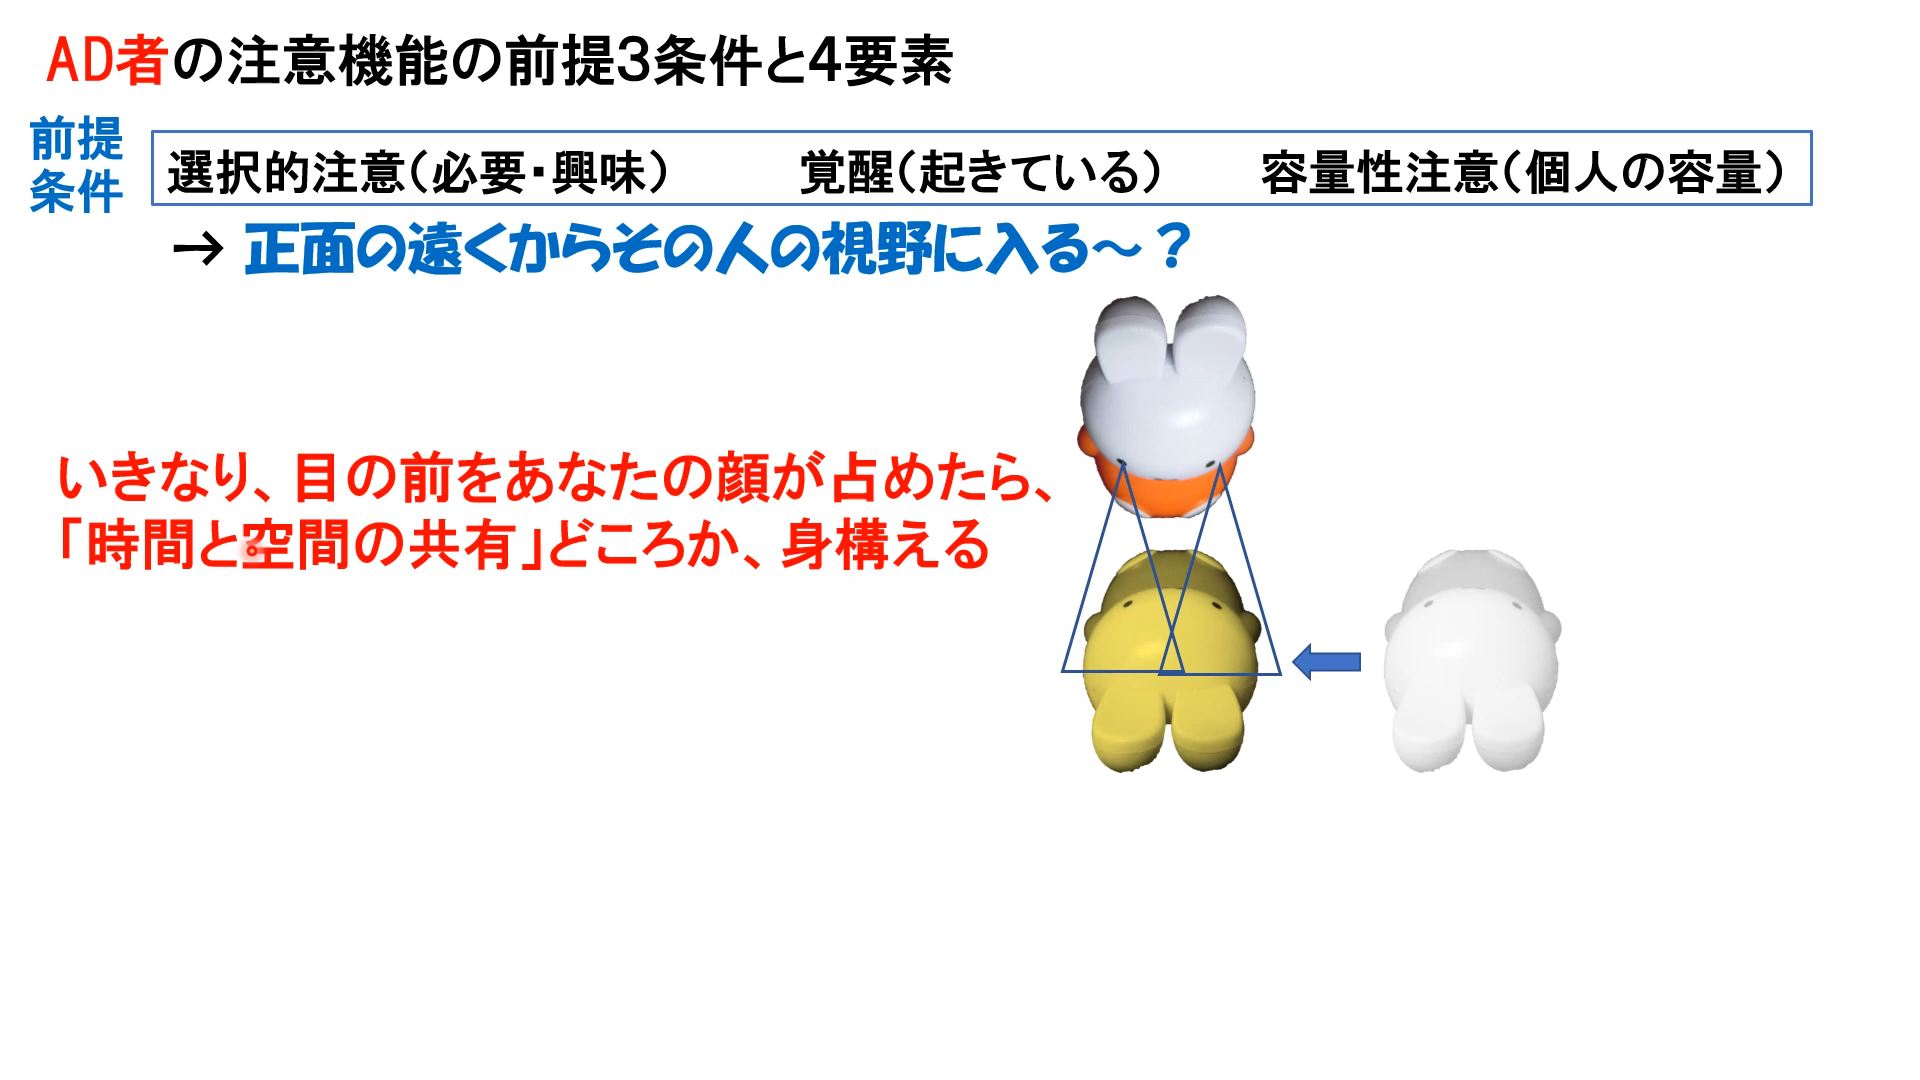 AD者の注意機能の前提3条件と4要素
前提
条件
選択的注意(必要・興味) 覚醒(起きている) 容量性注意(個人の容量)
→ 正面の遠くからその人の視野に入る～?
いきなり、目の前をあなたの顔が占めたら、
「時間と空間の共有」どころか、身構える